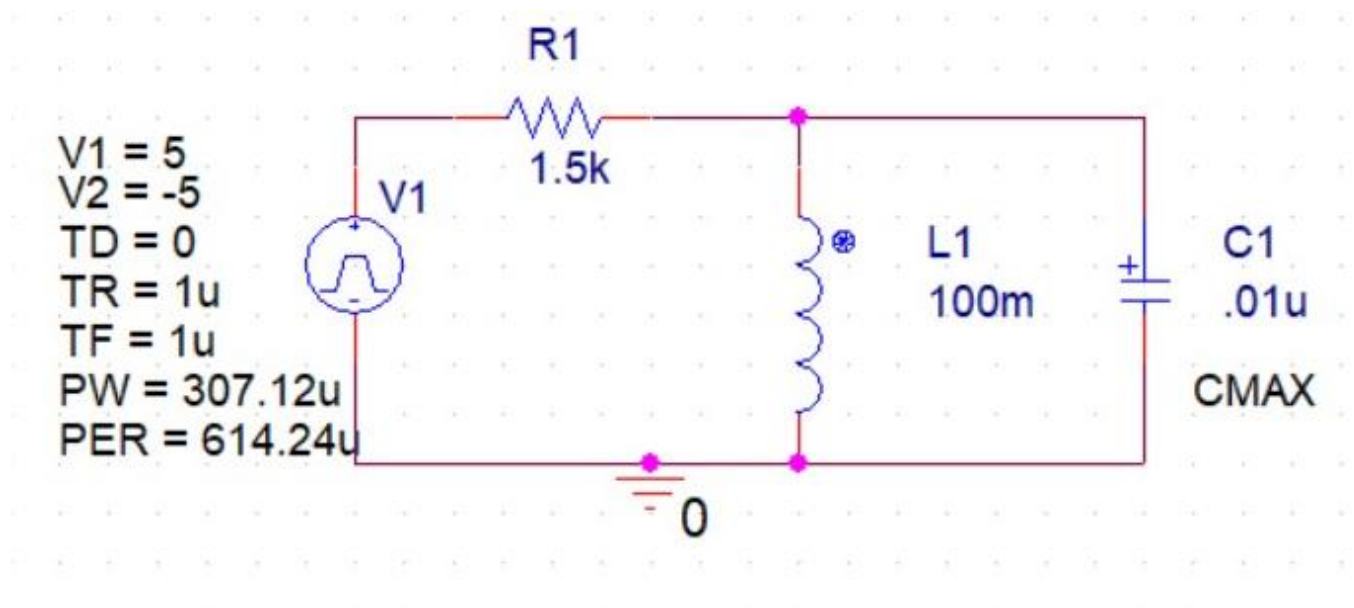 R1
1.5k
V1 = 5
V2 = -5
TD = 0
TR = 1u
TF = 1u
PW = 307.12u
PER = 614.24u
V1
+
-
L1
100m
+
C1
.01u
CMAX
0